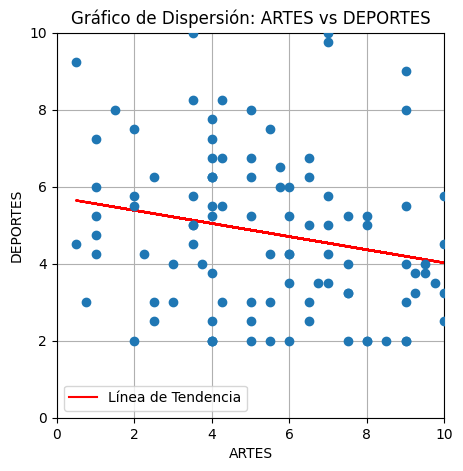 Gráfico de Dispersión: ARTES vs DEPORTES
10
8
6
4
2
0
DEPORTES
Línea de Tendencia
0 2 4 6 8 10
ARTES